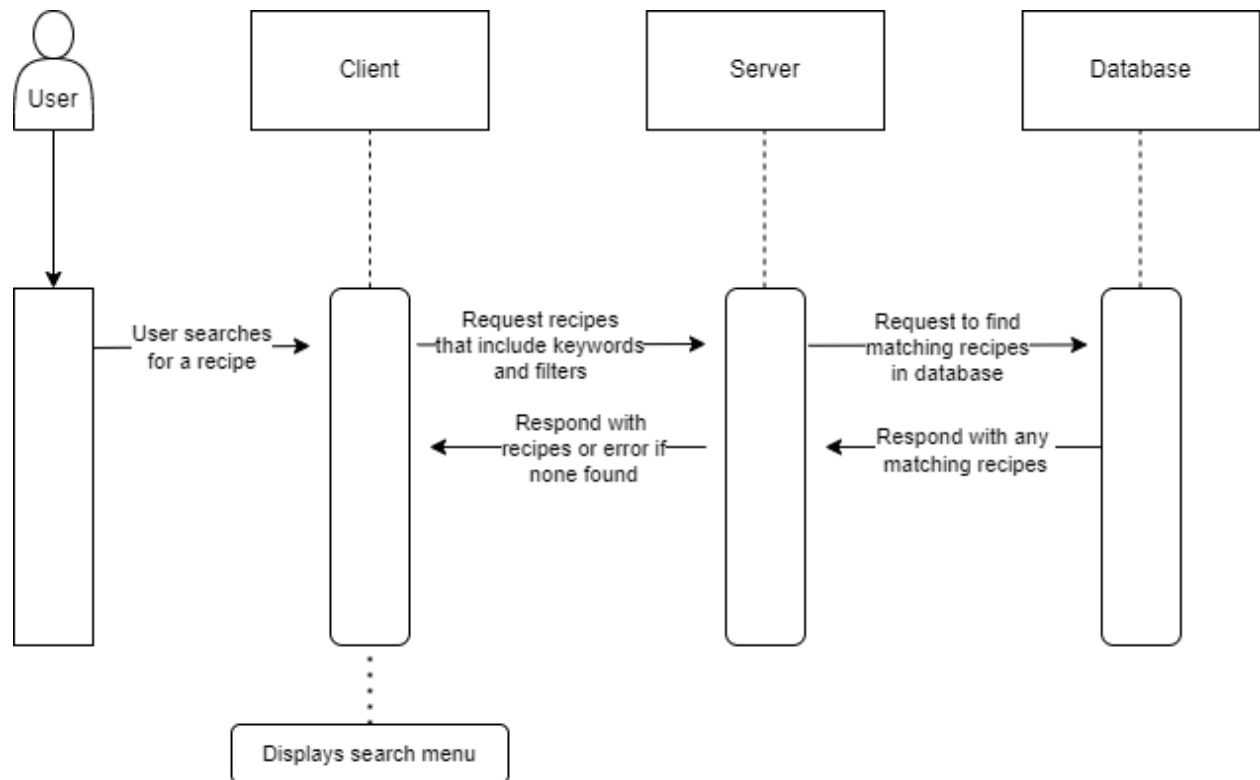 User
Client
Server
Database
User searches
for a recipe
Request recipes
that include keywords
and filters
Request to find
matching recipes
in database
Respond with
recipes or error if
none found
Respond with any
matching recipes
Displays search menu